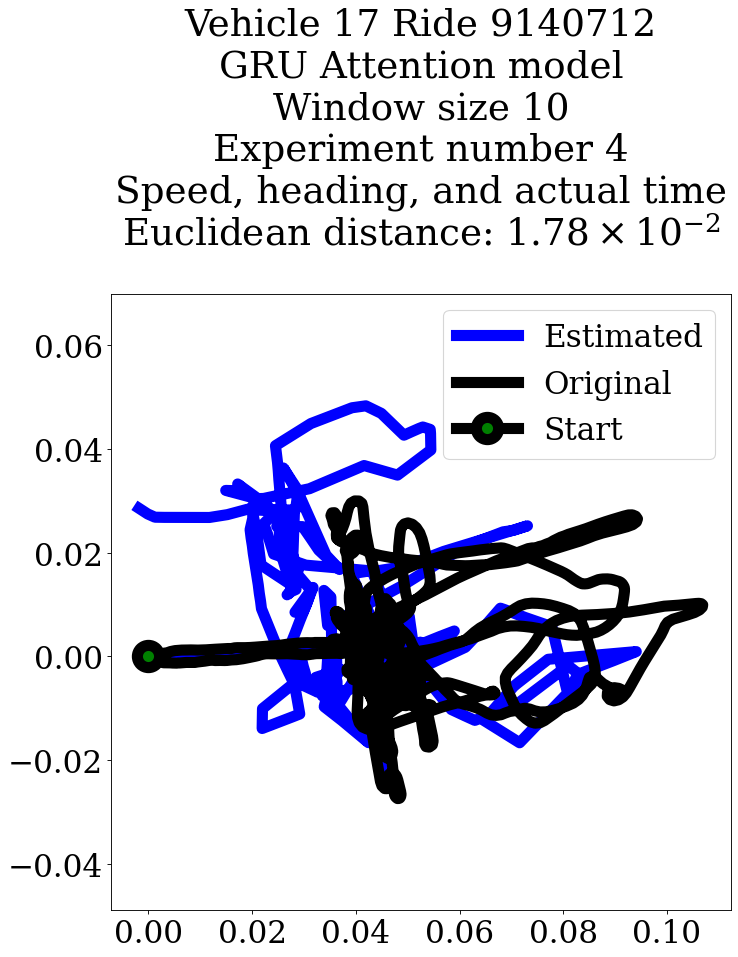 Vehicle 17 Ride 9140712
GRU Attention model
Window size 10
Experiment number 4
Speed, heading, and actual time
Euclidean distance: 1.78 × 10⁻²
Estimated
Original
Start
0.06
0.04
0.02
0.00
−0.02
−0.04
0.00 0.02 0.04 0.06 0.08 0.10